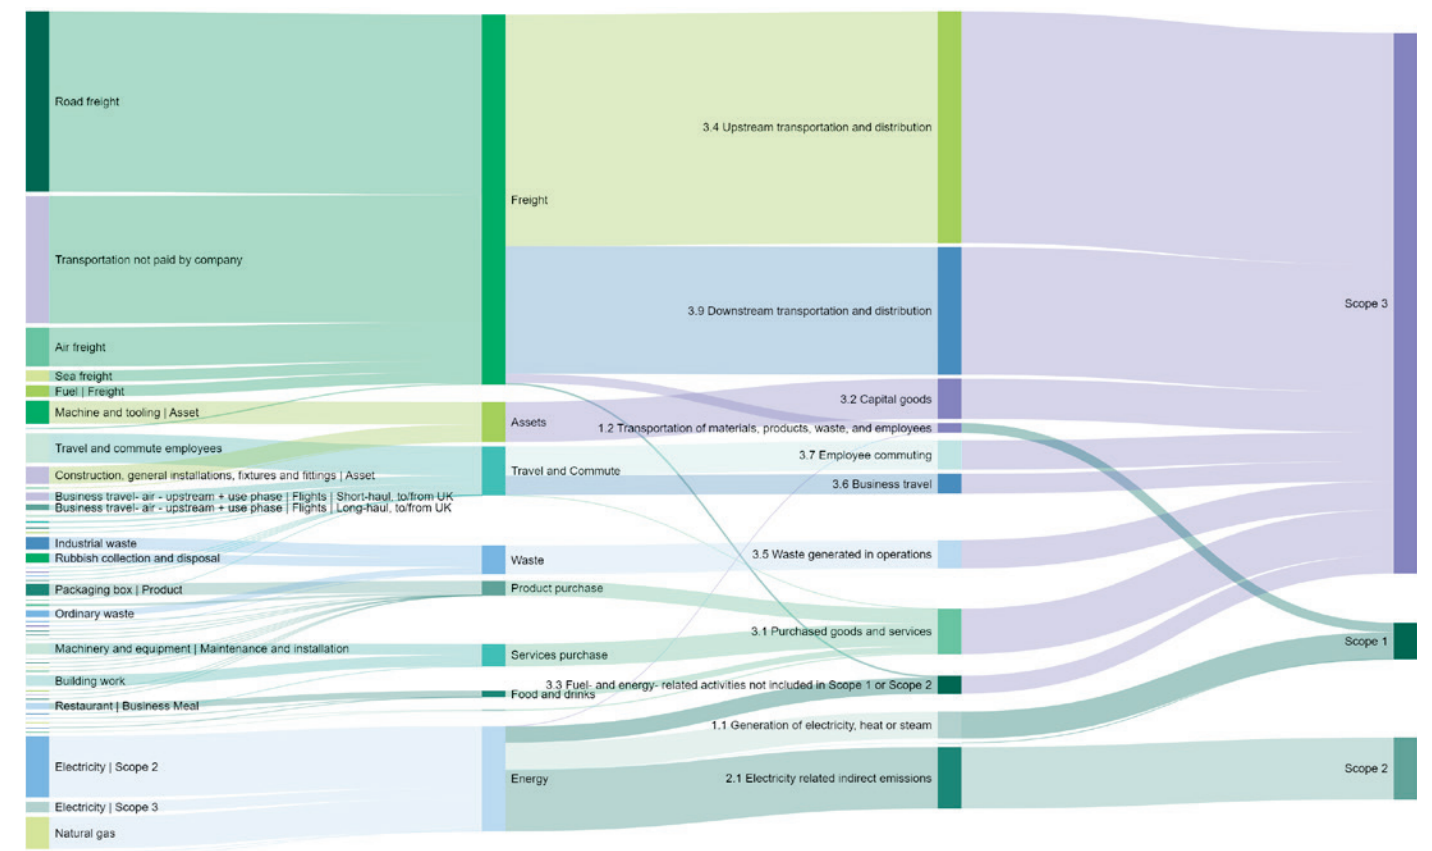 Road freight
Transportation not paid by company
Air freight
Sea freight
Fuel | Freight
Machine and tooling | Asset
Travel and commute employees
Construction, general installations, fixtures and fittings | Asset
Business travel- air - upstream + use phase | Flights | Short-haul, to/from UK
Business travel- air - upstream + use phase | Flights | Long-haul, to/from UK
Industrial waste
Rubbish collection and disposal
Packaging box | Product
Ordinary waste
Machinery and equipment | Maintenance and installation
Building work
Restaurant | Business Meal
Electricity | Scope 2
Electricity | Scope 3
Natural gas
Freight
Assets
Travel and Commute
Waste
Product purchase
Services purchase
Food and drinks
Energy
3.4 Upstream transportation and distribution
3.9 Downstream transportation and distribution
3.2 Capital goods
1.2 Transportation of materials, products, waste, and employees
3.7 Employee commuting
3.6 Business travel
3.5 Waste generated in operations
3.1 Purchased goods and services
3.3 Fuel- and energy- related activities not included in Scope 1 or Scope 2
1.1 Generation of electricity, heat or steam
2.1 Electricity related indirect emissions
Scope 3
Scope 1
Scope 2